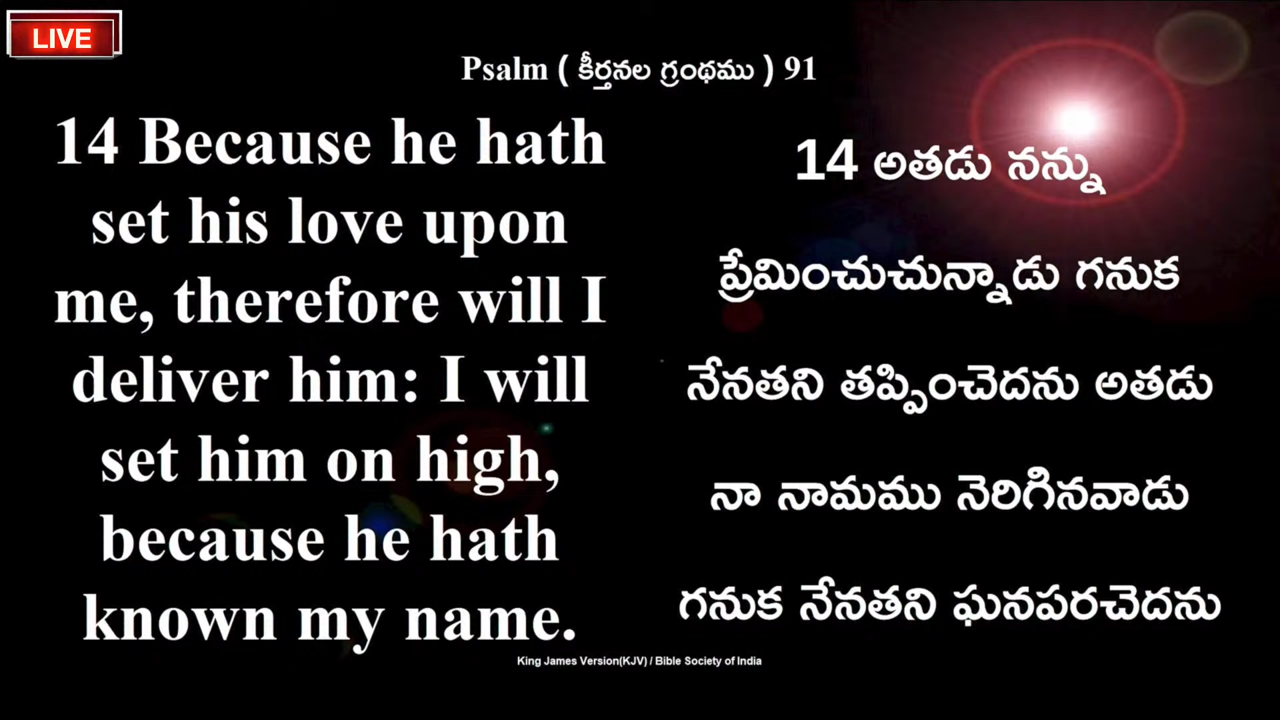 LIVE
Psalm ( కీర్తనల గ్రంథము ) 91
14 Because he hath
set his love upon
me, therefore will I
deliver him: I will
set him on high,
because he hath
known my name.
14 అతడు నన్ను
ప్రేమించుచున్నాడు గనుక
నేనతని తప్పించెదను అతడు
నా నామము నెరిగినవాడు
గనుక నేనతని ఘనపరచెదను
King James Version(KJV) / Bible Society of India